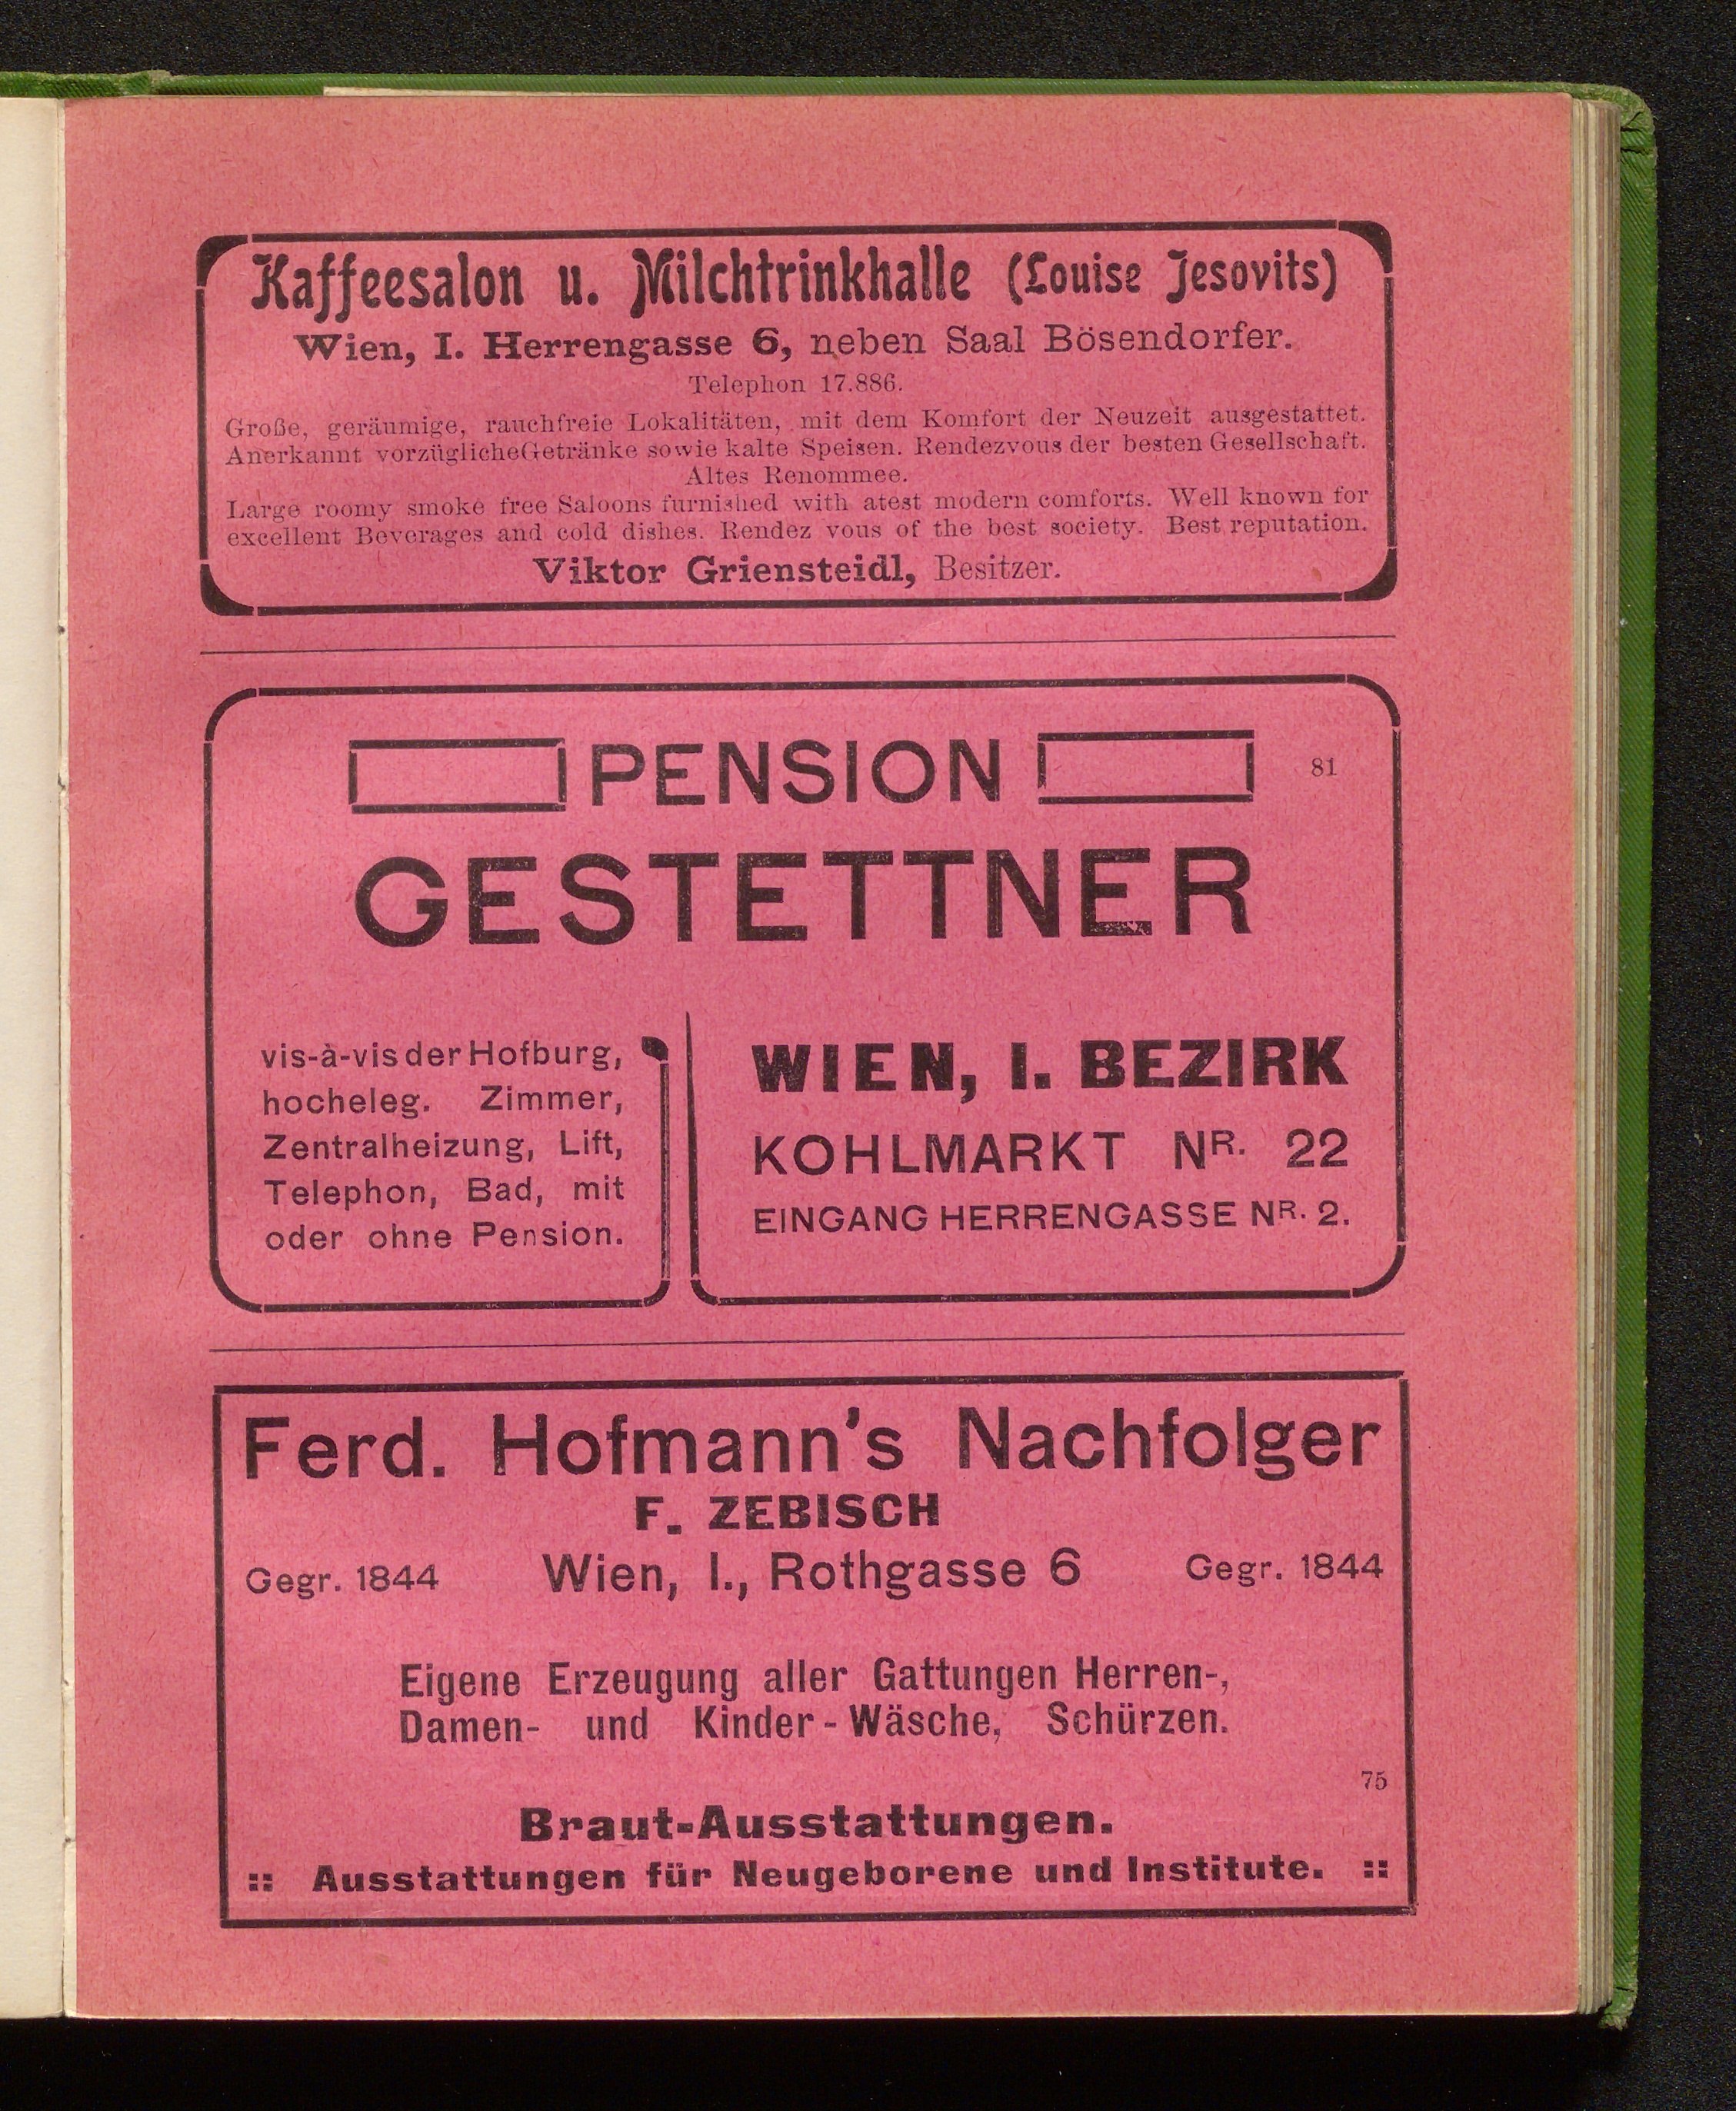 Kaffeesalon u. Milchtrinkhalle (Louise Jesovits)
Wien, I. Herrengasse 6, neben Saal Bösendorfer.
Telephon 17.886.
Große, geräumige, rauchfreie Lokalitäten, mit dem Komfort der Neuzeit ausgestattet.
Anerkannt vorzüglicheGetränke sowie kalte Speisen. Rendezvous der besten Gesellschaft.
Altes Renommee.
Large roomy smoke free Saloons furnished with atest modern comforts. Well known for
excellent Beverages and cold dishes. Rendez vous of the best society. Best reputation.
Viktor Griensteidl, Besitzer.
PENSION
81
GESTETTNER
vis-à-vis der Hofburg,
hocheleg. Zimmer,
Zentralheizung, Lift,
Telephon, Bad, mit
oder ohne Pension.
WIEN, I. BEZIRK
KOHLMARKT NR. 22
EINGANG HERRENGASSE NR. 2.
Ferd. Hofmann's Nachfolger
F. ZEBISCH
Gegr. 1844 Wien, I., Rothgasse 6 Gegr. 1844
Eigene Erzeugung aller Gattungen Herren-,
Damen- und Kinder-Wäsche, Schürzen.
75
Braut-Ausstattungen.
:: Ausstattungen für Neugeborene und Institute. ::